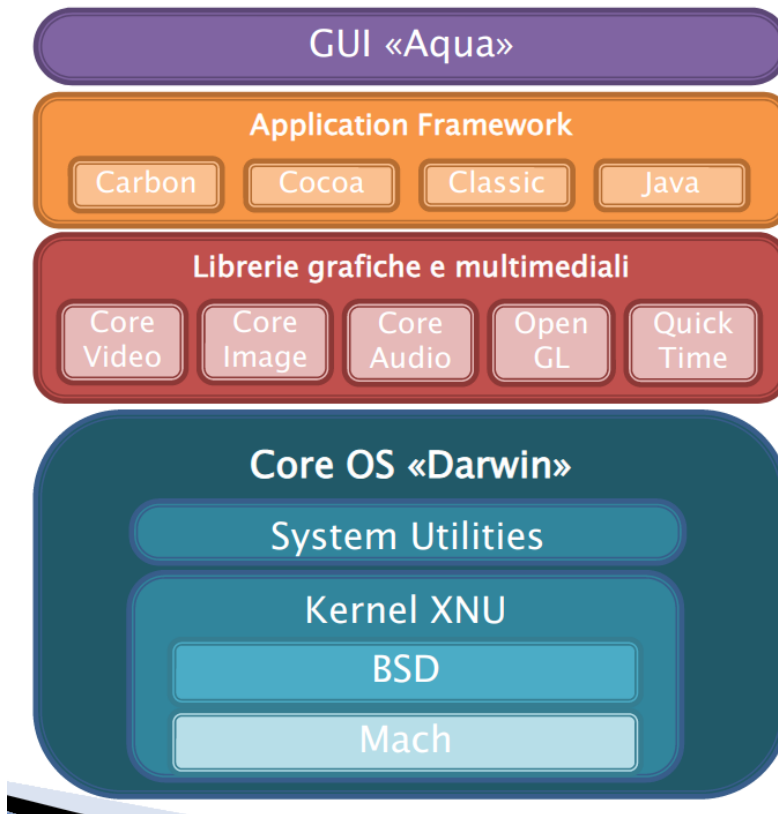 GUI «Aqua»
Application Framework
Carbon
Cocoa
Classic
Java
Librerie grafiche e multimediali
Core
Video
Core
Image
Core
Audio
Open
GL
Quick
Time
Core OS «Darwin»
System Utilities
Kernel XNU
BSD
Mach